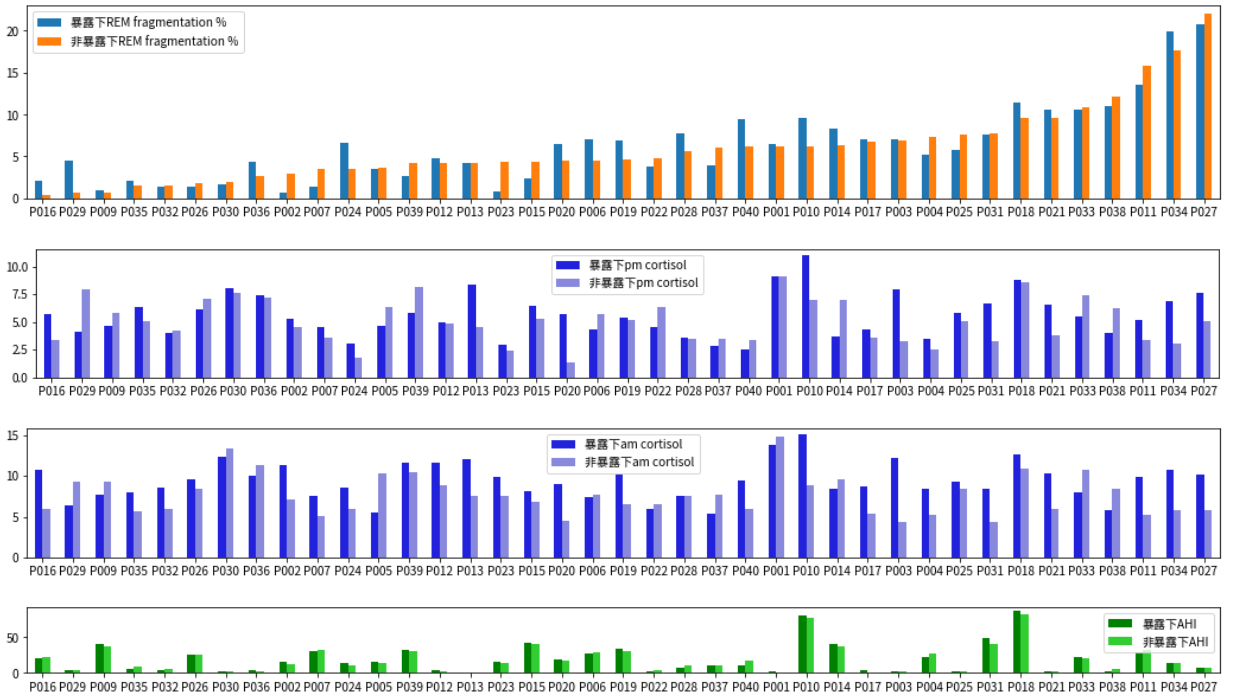 暴露下REM fragmentation %
非暴露下REM fragmentation %
20
15
10
5
0
P016 P029 P009 P035 P032 P026 P030 P036 P002 P007 P024 P005 P039 P012 P013 P023 P015 P020 P006 P019 P022 P028 P037 P040 P001 P010 P014 P017 P003 P004 P025 P031 P018 P021 P033 P038 P011 P034 P027
暴露下pm cortisol
非暴露下pm cortisol
10.0
7.5
5.0
2.5
0.0
P016 P029 P009 P035 P032 P026 P030 P036 P002 P007 P024 P005 P039 P012 P013 P023 P015 P020 P006 P019 P022 P028 P037 P040 P001 P010 P014 P017 P003 P004 P025 P031 P018 P021 P033 P038 P011 P034 P027
暴露下am cortisol
非暴露下am cortisol
15
10
5
0
P016 P029 P009 P035 P032 P026 P030 P036 P002 P007 P024 P005 P039 P012 P013 P023 P015 P020 P006 P019 P022 P028 P037 P040 P001 P010 P014 P017 P003 P004 P025 P031 P018 P021 P033 P038 P011 P034 P027
暴露下AHI
非暴露下AHI
50
0
P016 P029 P009 P035 P032 P026 P030 P036 P002 P007 P024 P005 P039 P012 P013 P023 P015 P020 P006 P019 P022 P028 P037 P040 P001 P010 P014 P017 P003 P004 P025 P031 P018 P021 P033 P038 P011 P034 P027